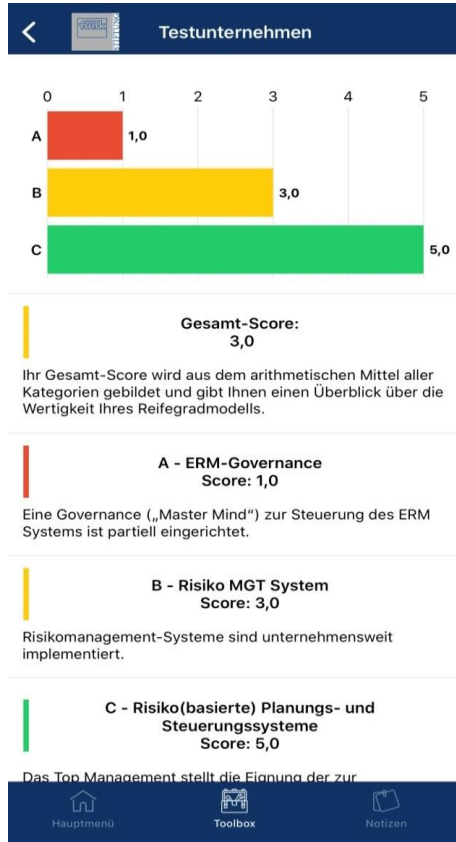 Testunternehmen
0 1 2 3 4 5
A 1,0
B 3,0
C 5,0
Gesamt-Score:
3,0
Ihr Gesamt-Score wird aus dem arithmetischen Mittel aller
Kategorien gebildet und gibt Ihnen einen Überblick über die
Wertigkeit Ihres Reifegradmodells.
A - ERM-Governance
Score: 1,0
Eine Governance („Master Mind“) zur Steuerung des ERM
Systems ist partiell eingerichtet.
B - Risiko MGT System
Score: 3,0
Risikomanagement-Systeme sind unternehmensweit
implementiert.
C - Risiko(basierte) Planungs- und
Steuerungssysteme
Score: 5,0
Das Top Management stellt die Eignung der zur
Hauptmenü Toolbox Notizen